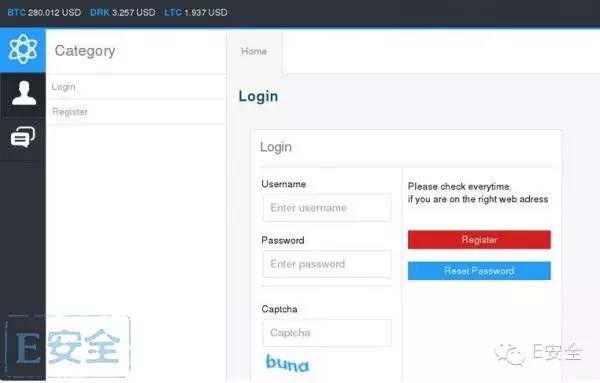 BTC 280.012 USD DRK 3.257 USD LTC 1.937 USD
Category
Home
Login
Register
Login
Login
Username
Enter username
Password
Enter password
Captcha
Captcha
buna
Please check everytime,
if you are on the right web adress
Register
Reset Password
E安全
E安全